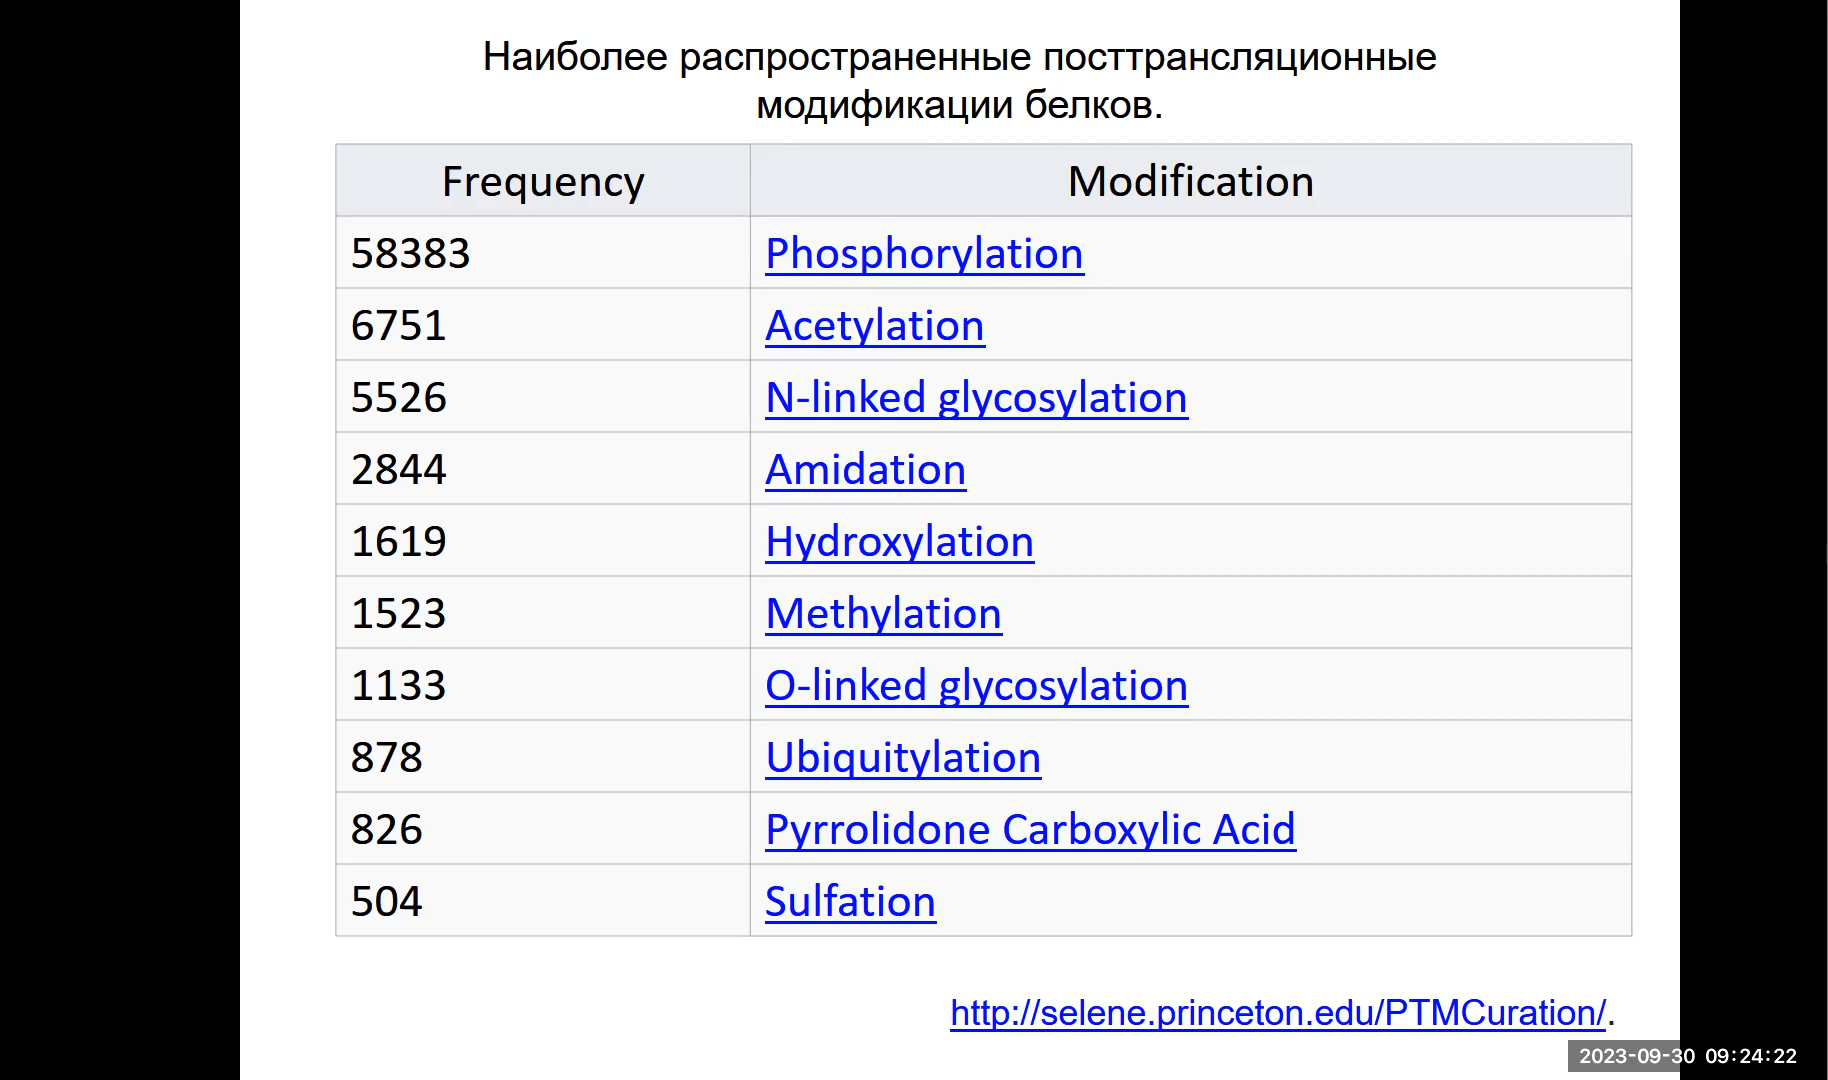 Наиболее распространенные посттрансляционные
модификации белков.
Frequency Modification
58383 Phosphorylation
6751 Acetylation
5526 N-linked glycosylation
2844 Amidation
1619 Hydroxylation
1523 Methylation
1133 O-linked glycosylation
878 Ubiquitylation
826 Pyrrolidone Carboxylic Acid
504 Sulfation
http://selene.princeton.edu/PTMCuration/.
2023-09-30 09:24:22